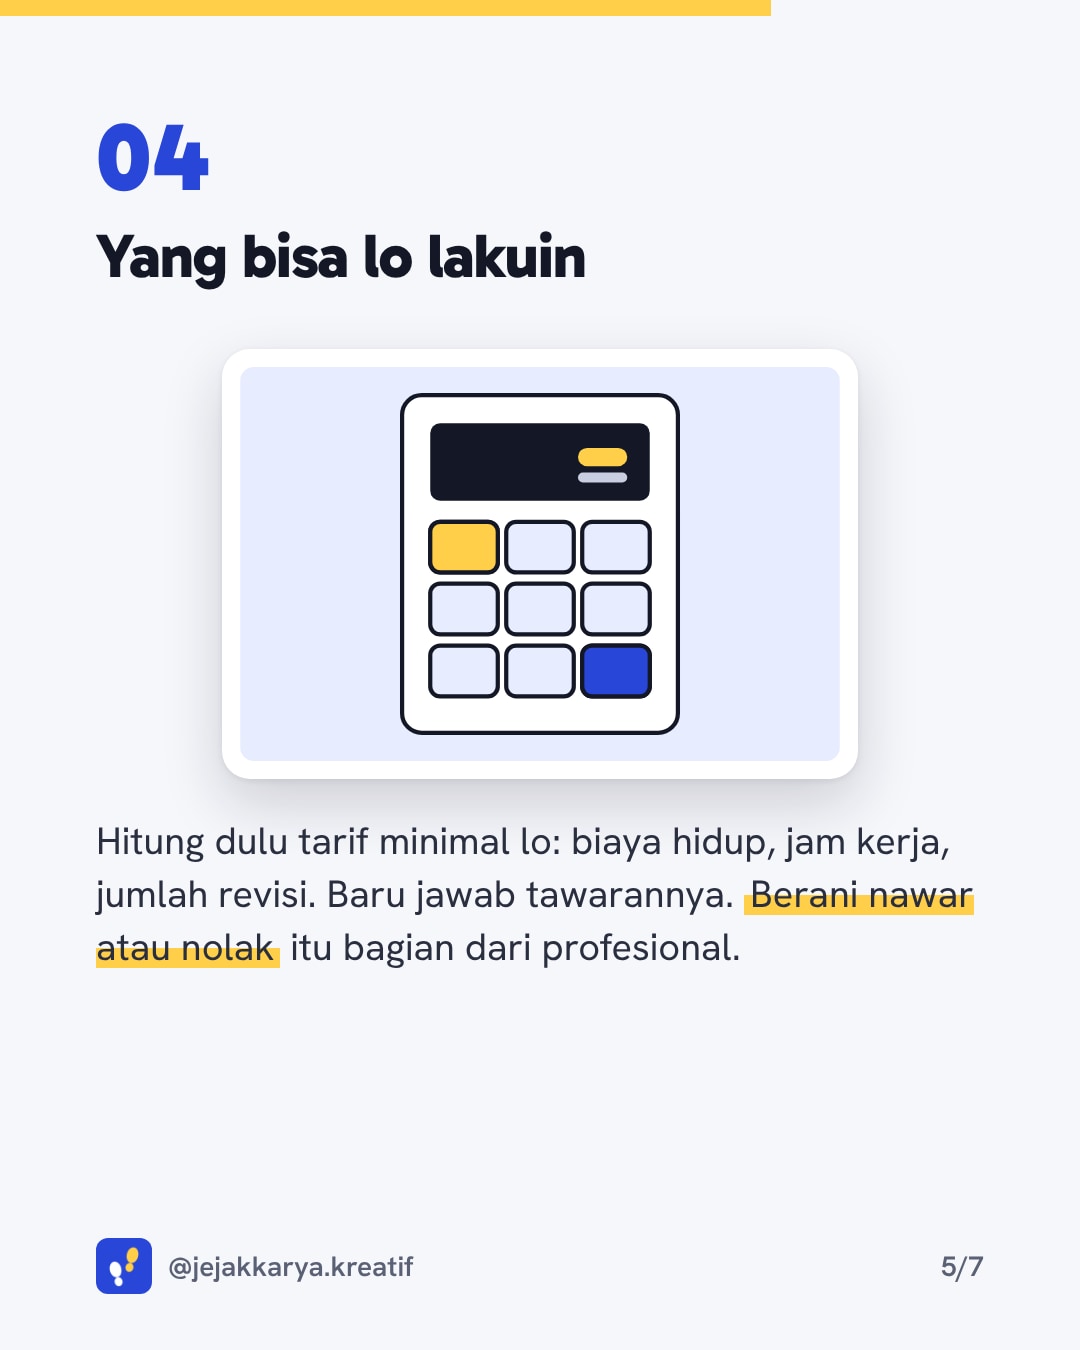 04
Yang bisa lo lakuin
Hitung dulu tarif minimal lo: biaya hidup, jam kerja,
jumlah revisi. Baru jawab tawarannya. Berani nawar
atau nolak itu bagian dari profesional.
@jejakkarya.kreatif
5/7